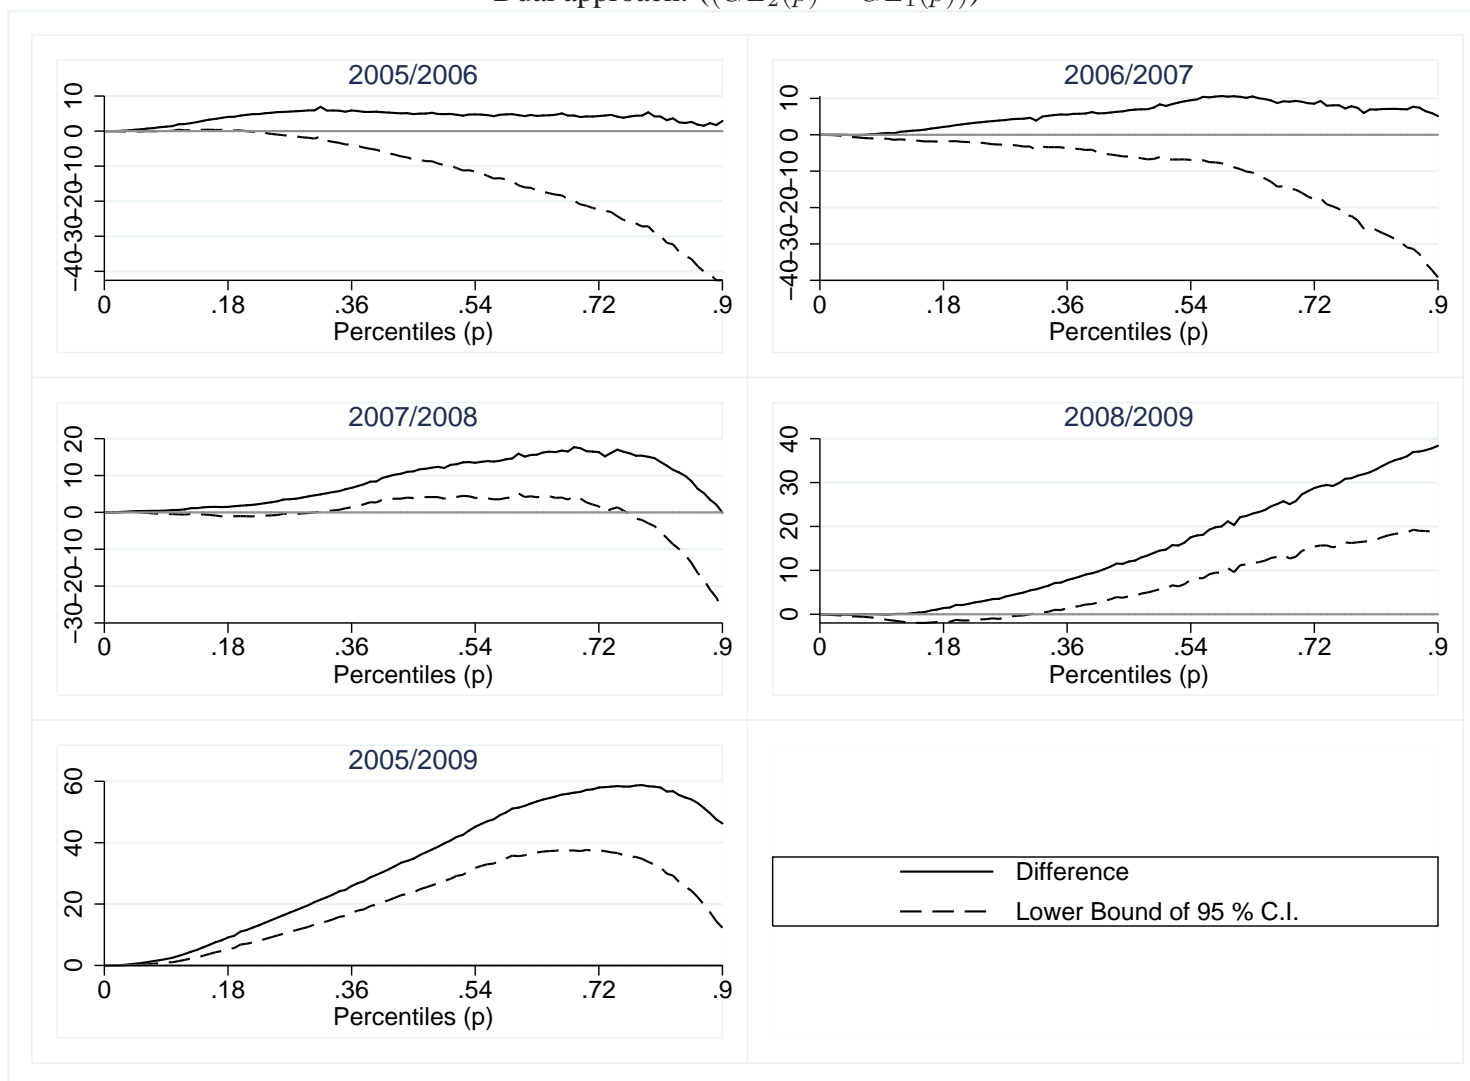 Dual approach: ((GL2(p) − GL1(p)))
2005/2006
10
0
−10
−20
−30
−40
0 .18 .36 .54 .72 .9
Percentiles (p)
2006/2007
10
0
−10
−20
−30
−40
0 .18 .36 .54 .72 .9
Percentiles (p)
2007/2008
20
10
0
−10
−20
−30
0 .18 .36 .54 .72 .9
Percentiles (p)
2008/2009
40
30
20
10
0
0 .18 .36 .54 .72 .9
Percentiles (p)
2005/2009
60
40
20
0
0 .18 .36 .54 .72 .9
Percentiles (p)
Difference
Lower Bound of 95 % C.I.